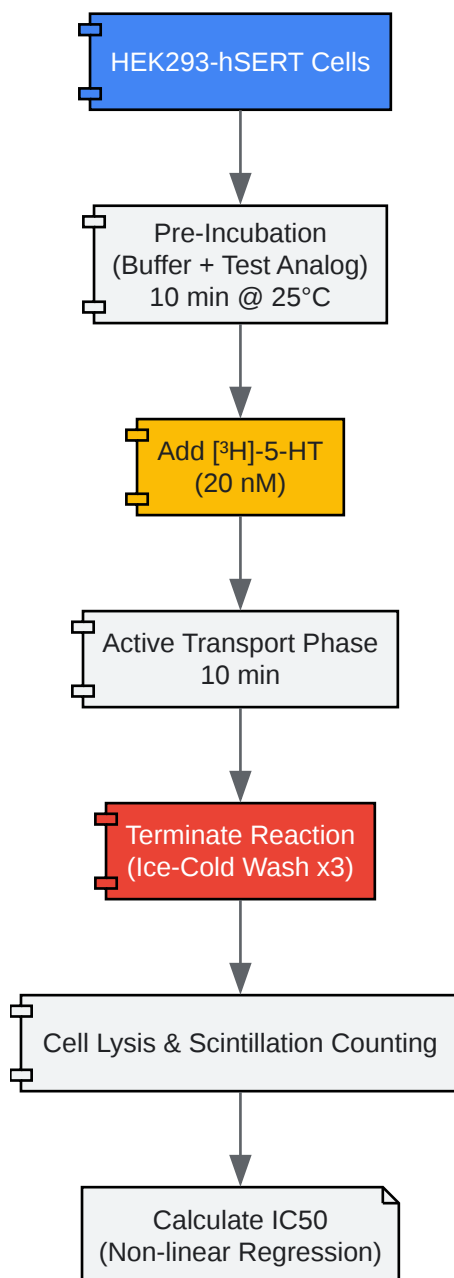 HEK293-hSERT Cells
Pre-Incubation
(Buffer + Test Analog)
10 min @ 25°C
Add [³H]-5-HT
(20 nM)
Active Transport Phase
10 min
Terminate Reaction
(Ice-Cold Wash x3)
Cell Lysis & Scintillation Counting
Calculate IC50
(Non-linear Regression)